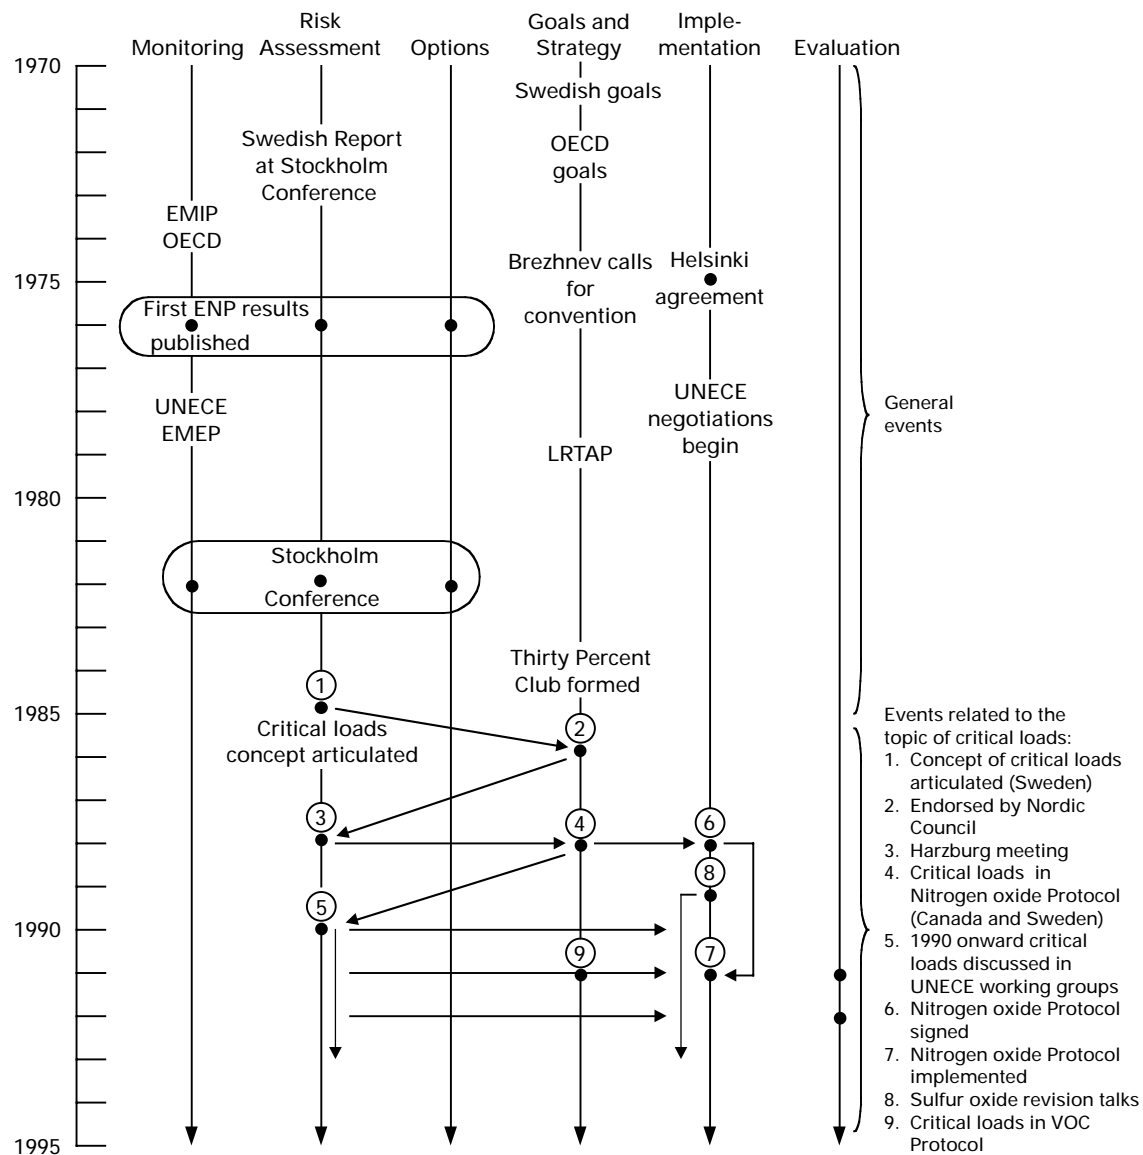 Monitoring
Risk
Assessment
Options
Goals and
Strategy
Imple-
mentation
Evaluation
1970
1975
1980
1985
1990
1995
Swedish goals
Swedish Report
at Stockholm
Conference
OECD
goals
EMIP
OECD
Brezhnev calls
for
convention
Helsinki
agreement
First ENP results
published
UNECE
EMEP
UNECE
negotiations
begin
LRTAP
General
events
Stockholm
Conference
Thirty Percent
Club formed
1
Critical loads
concept articulated
2
3
4
6
8
5
9
7
Events related to the
topic of critical loads:
1. Concept of critical loads
articulated (Sweden)
2. Endorsed by Nordic
Council
3. Harzburg meeting
4. Critical loads in
Nitrogen oxide Protocol
(Canada and Sweden)
5. 1990 onward critical
loads discussed in
UNECE working groups
6. Nitrogen oxide Protocol
signed
7. Nitrogen oxide Protocol
implemented
8. Sulfur oxide revision talks
9. Critical loads in VOC
Protocol